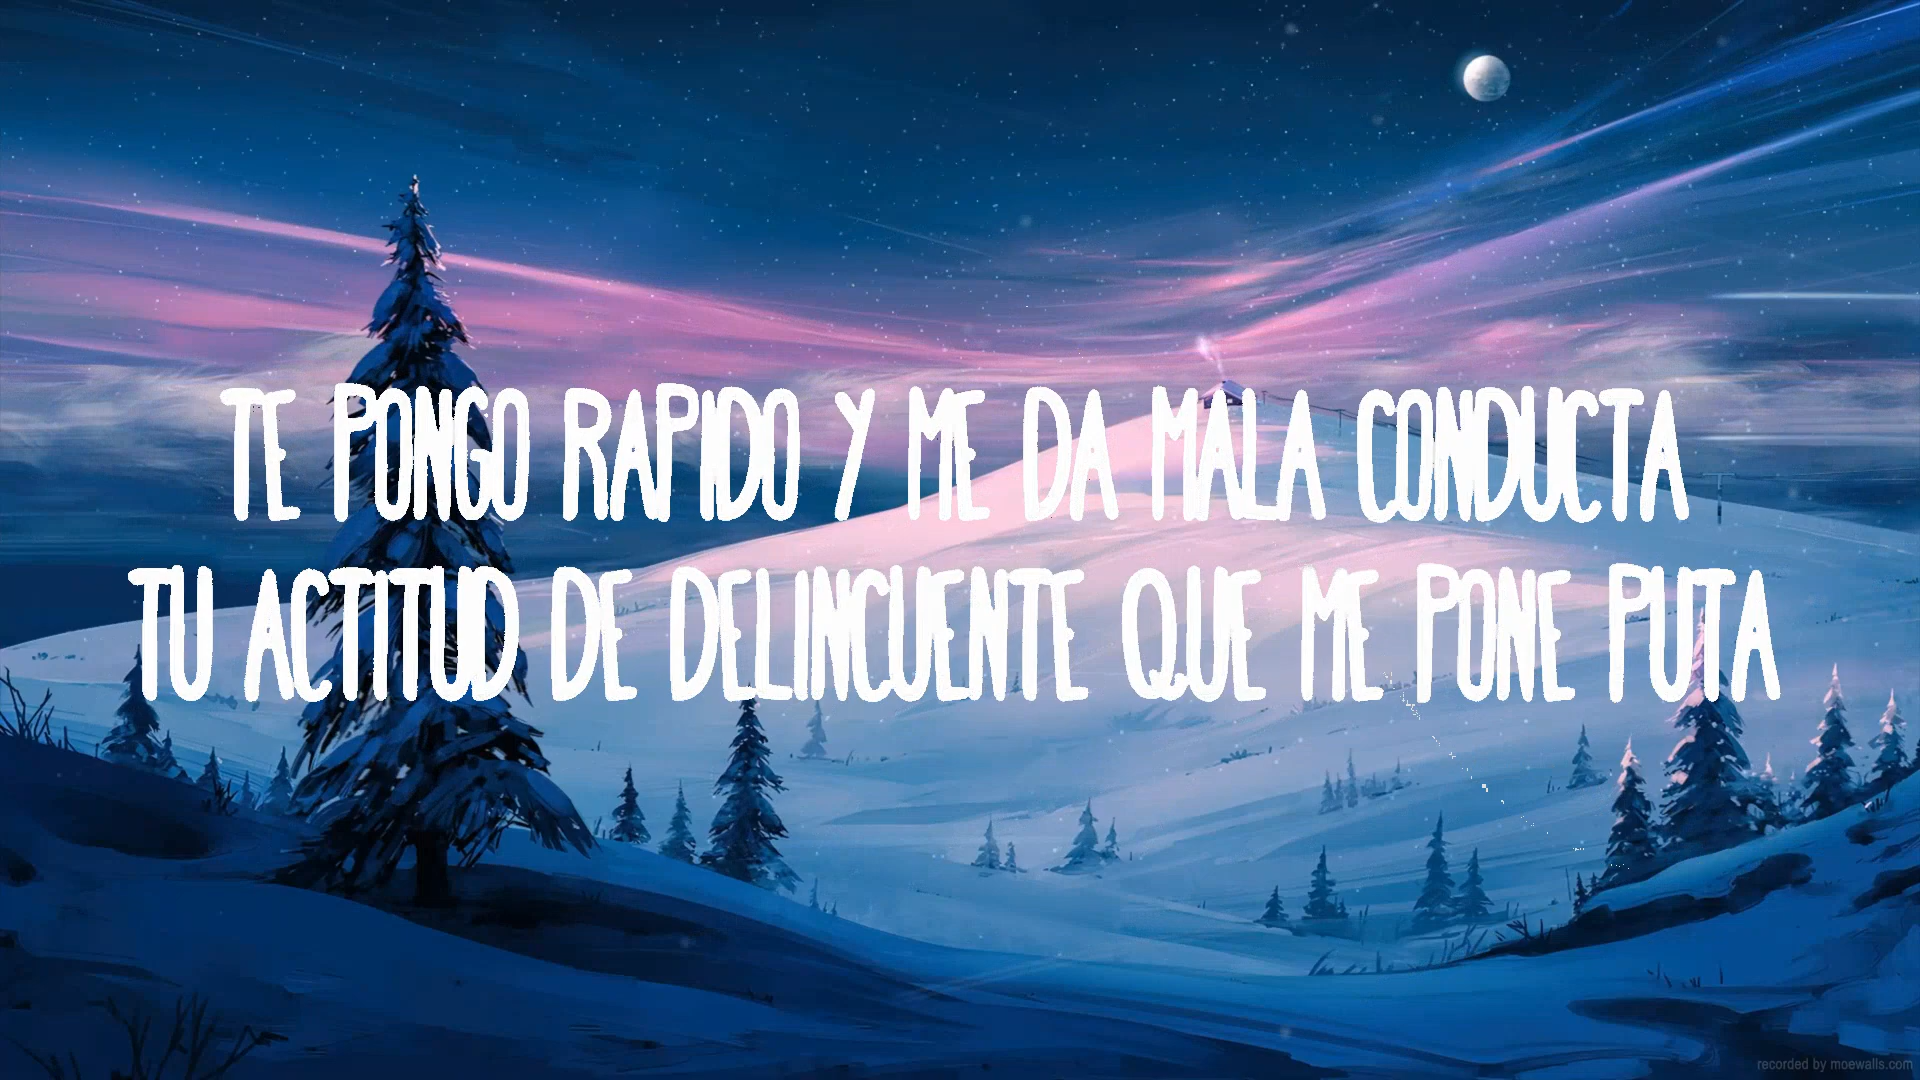 TE PONGO RAPIDO Y ME DA MALA CONDUCTA
TU ACTITUD DE DELINCUENTE QUE ME PONE PUTA
recorded by moewalls.com